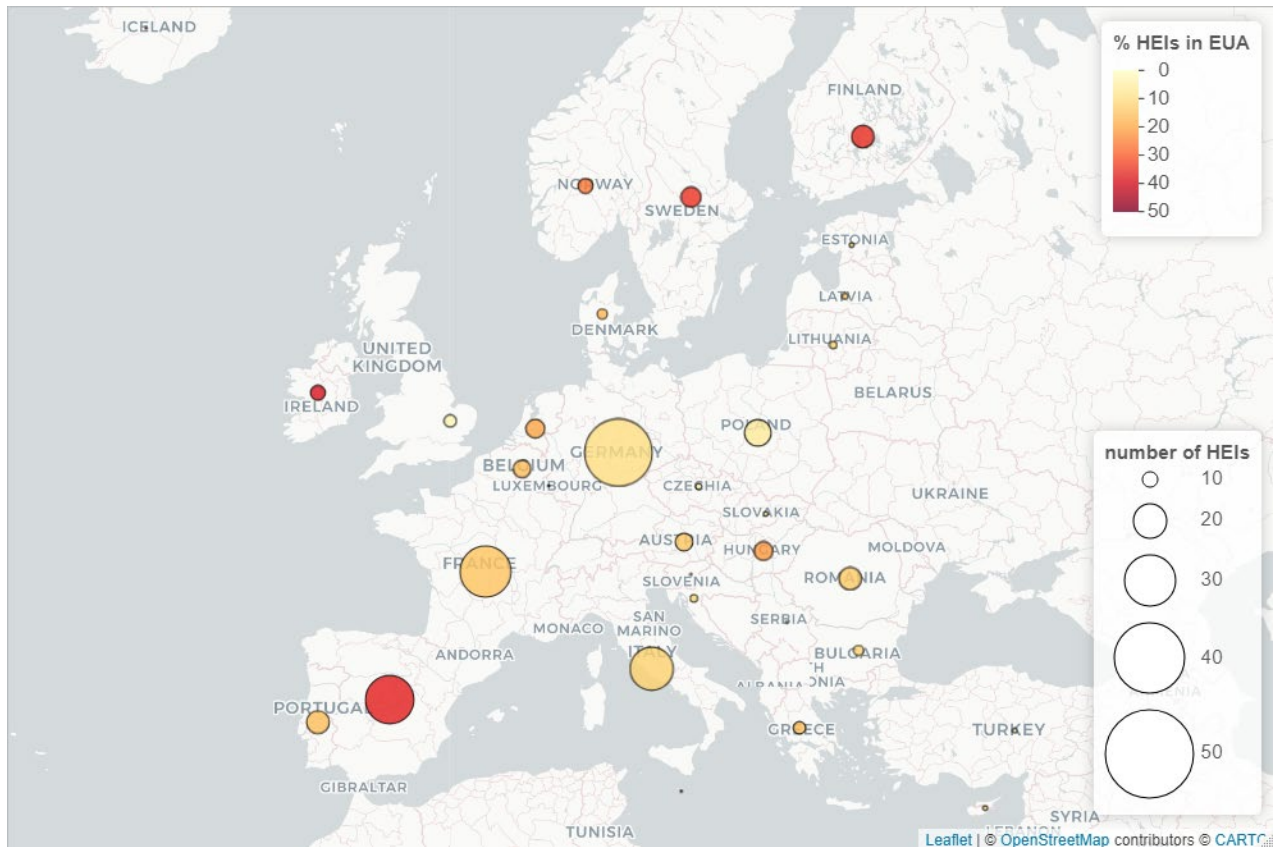 ICELAND
% HEIs in EUA
0
10
20
30
40
50
FINLAND
NORWAY
SWEDEN
ESTONIA
LATVIA
DENMARK
LITHUANIA
UNITED
KINGDOM
BELARUS
IRELAND
POLAND
GERMANY
BELGIUM
LUXEMBOURG
CZECHIA
UKRAINE
SLOVAKIA
AUSTRIA
HUNGARY
MOLDOVA
FRANCE
ROMANIA
SLOVENIA
SAN
MARINO
SERBIA
MONACO
ITALY
ANDORRA
BULGARIA
H
ONIA
ALBANIA
PORTUGAL
GREECE
TURKEY
GIBRALTAR
SYRIA
TUNISIA
LEBANON
number of HEIs
10
20
30
40
50
Leaflet | © OpenStreetMap contributors © CARTO